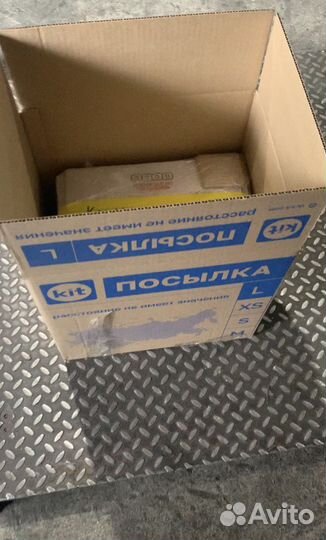 расстояние не имеет значения
kit ПОСЫЛКА L
kit ПОСЫЛКА
расстояние не имеет значения
L
XS
S
M
Avito